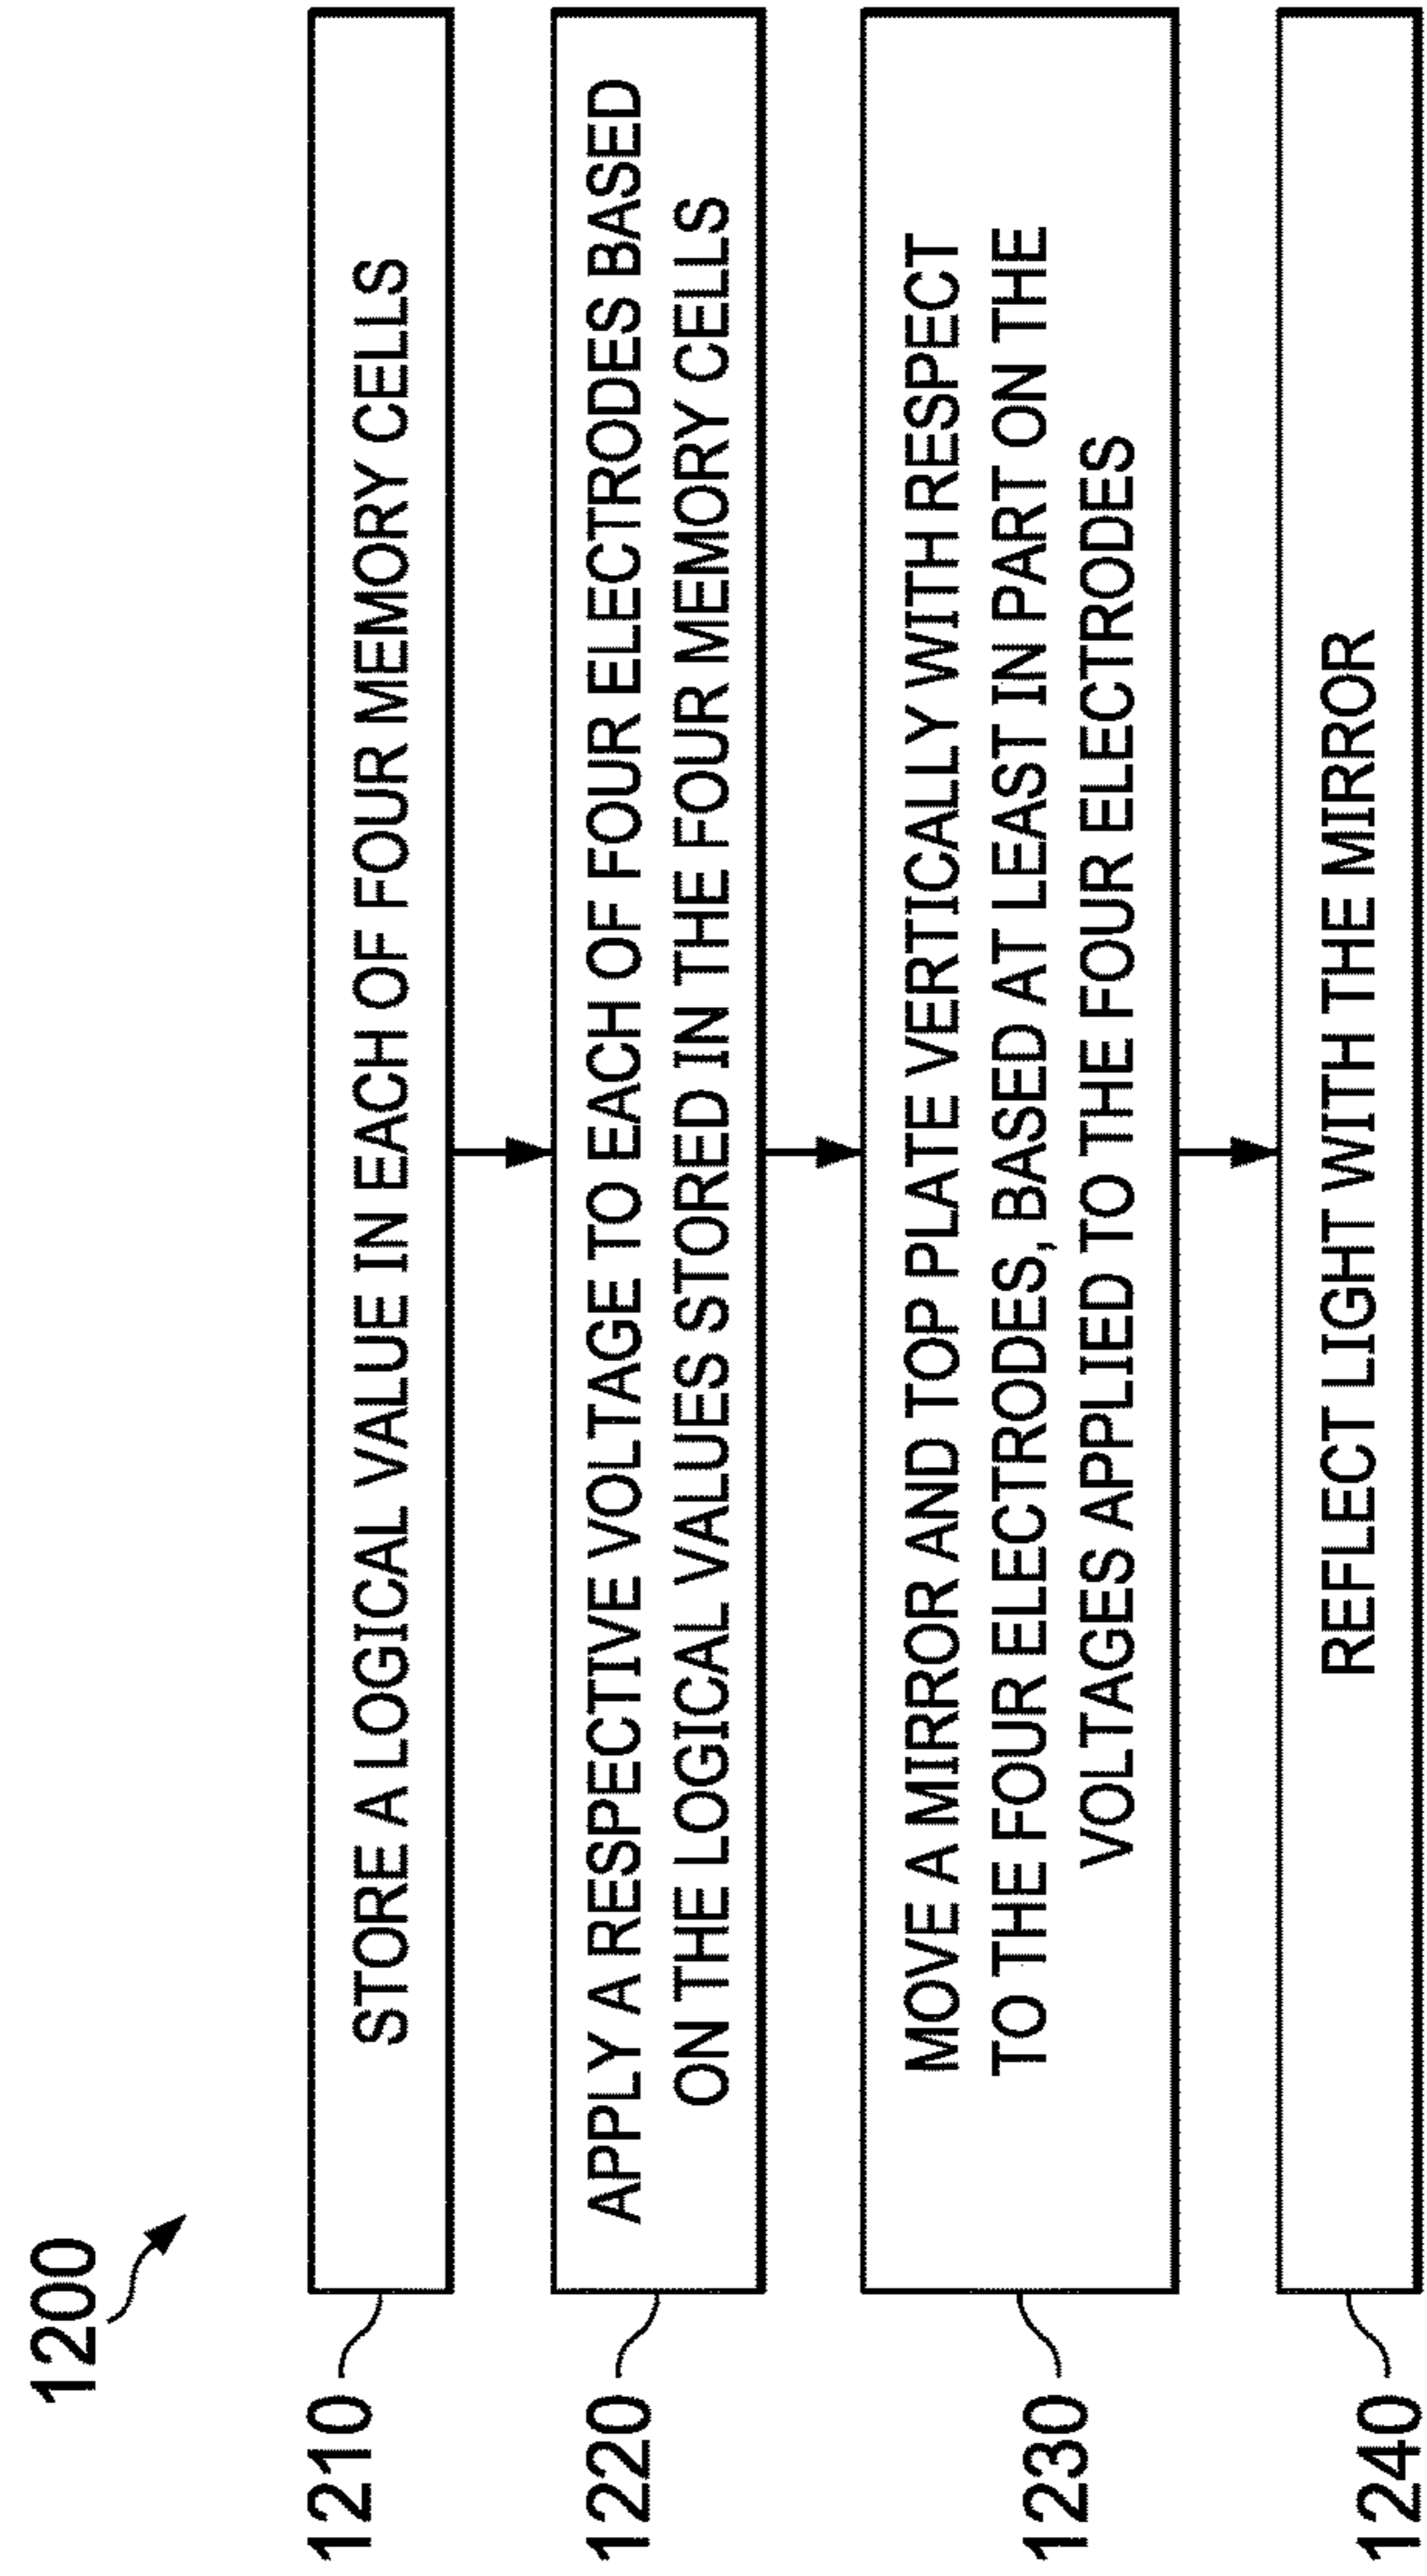 1200
1210
STORE A LOGICAL VALUE IN EACH OF FOUR MEMORY CELLS
1220
APPLY A RESPECTIVE VOLTAGE TO EACH OF FOUR ELECTRODES BASED
ON THE LOGICAL VALUES STORED IN THE FOUR MEMORY CELLS
1230
MOVE A MIRROR AND TOP PLATE VERTICALLY WITH RESPECT
TO THE FOUR ELECTRODES, BASED AT LEAST IN PART ON THE
VOLTAGES APPLIED TO THE FOUR ELECTRODES
1240
REFLECT LIGHT WITH THE MIRROR